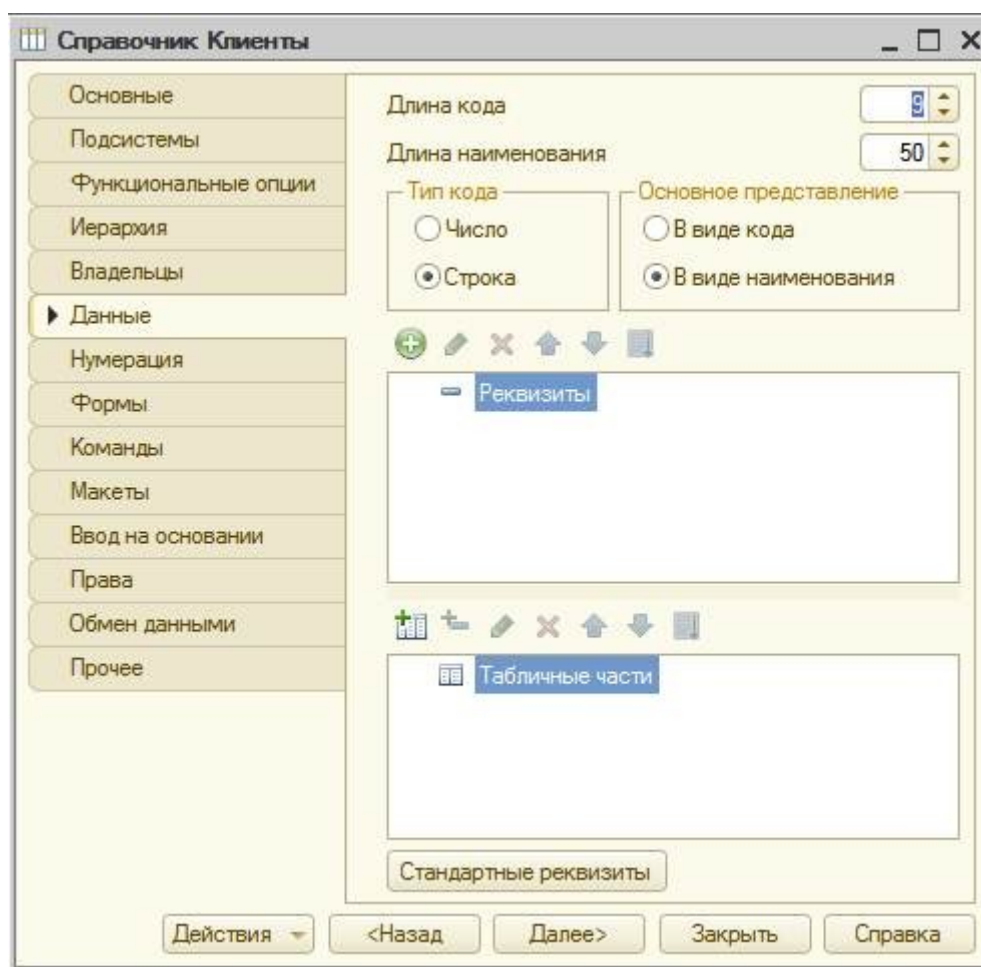 Справочник Клиенты
Основные
Подсистемы
Функциональные опции
Иерархия
Владельцы
Данные
Нумерация
Формы
Команды
Макеты
Ввод на основании
Права
Обмен данными
Прочее
Длина кода 9
Длина наименования 50
Тип кода Основное представление
Число В виде кода
Строка В виде наименования
Реквизиты
Табличные части
Стандартные реквизиты
Действия <Назад Далее> Закрыть Справка